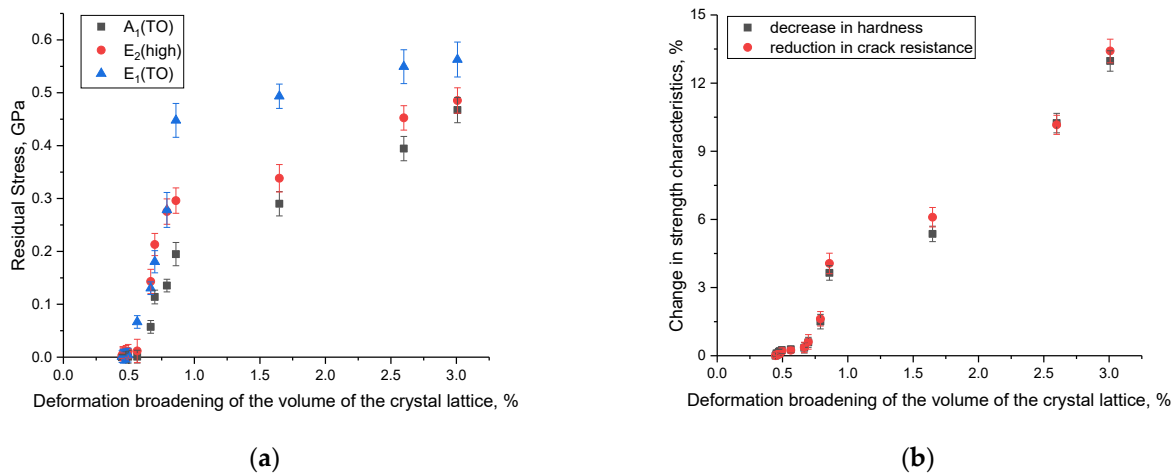 A₁(TO)
E₂(high)
E₁(TO)
Residual Stress, GPa
0.6
0.5
0.4
0.3
0.2
0.1
0.0
0.0 0.5 1.0 1.5 2.0 2.5 3.0
Deformation broadening of the volume of the crystal lattice, %
(a)
decrease in hardness
reduction in crack resistance
Change in strength characteristics, %
15
12
9
6
3
0
0.0 0.5 1.0 1.5 2.0 2.5 3.0
Deformation broadening of the volume of the crystal lattice, %
(b)